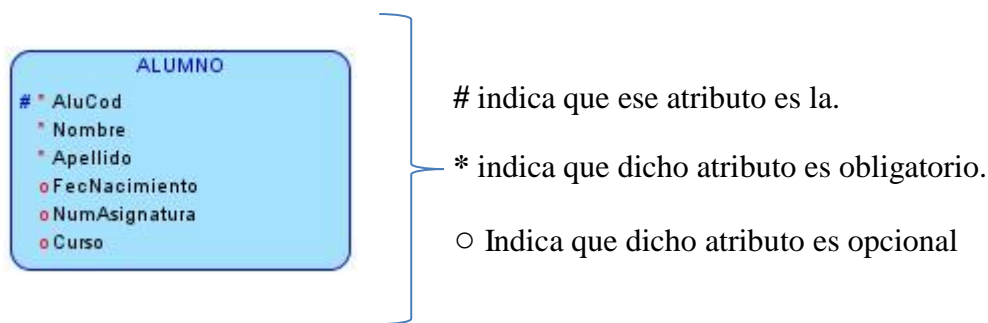 ALUMNO
# * AluCod
* Nombre
* Apellido
o FecNacimiento
o NumAsignatura
o Curso
# indica que ese atributo es la.
* indica que dicho atributo es obligatorio.
○ Indica que dicho atributo es opcional